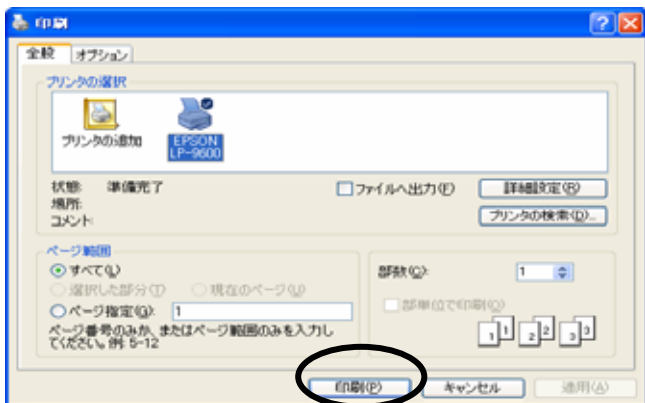 印刷
全般 オプション
プリンタの選択
プリンタの追加
EPSON
LP-9600
状態: 準備完了
場所:
コメント:
ファイルへ出力(F)
詳細設定(R)
プリンタの検索(D)...
ページ範囲
すべて(L)
選択した部分(T) 現在のページ(U)
ページ指定(G): 1
ページ番号のみか、またはページ範囲のみを入力し
てください。例: 5-12
部数(C): 1
部単位で印刷(O)
1 1 2 2 3 3
印刷(P) キャンセル 適用(A)